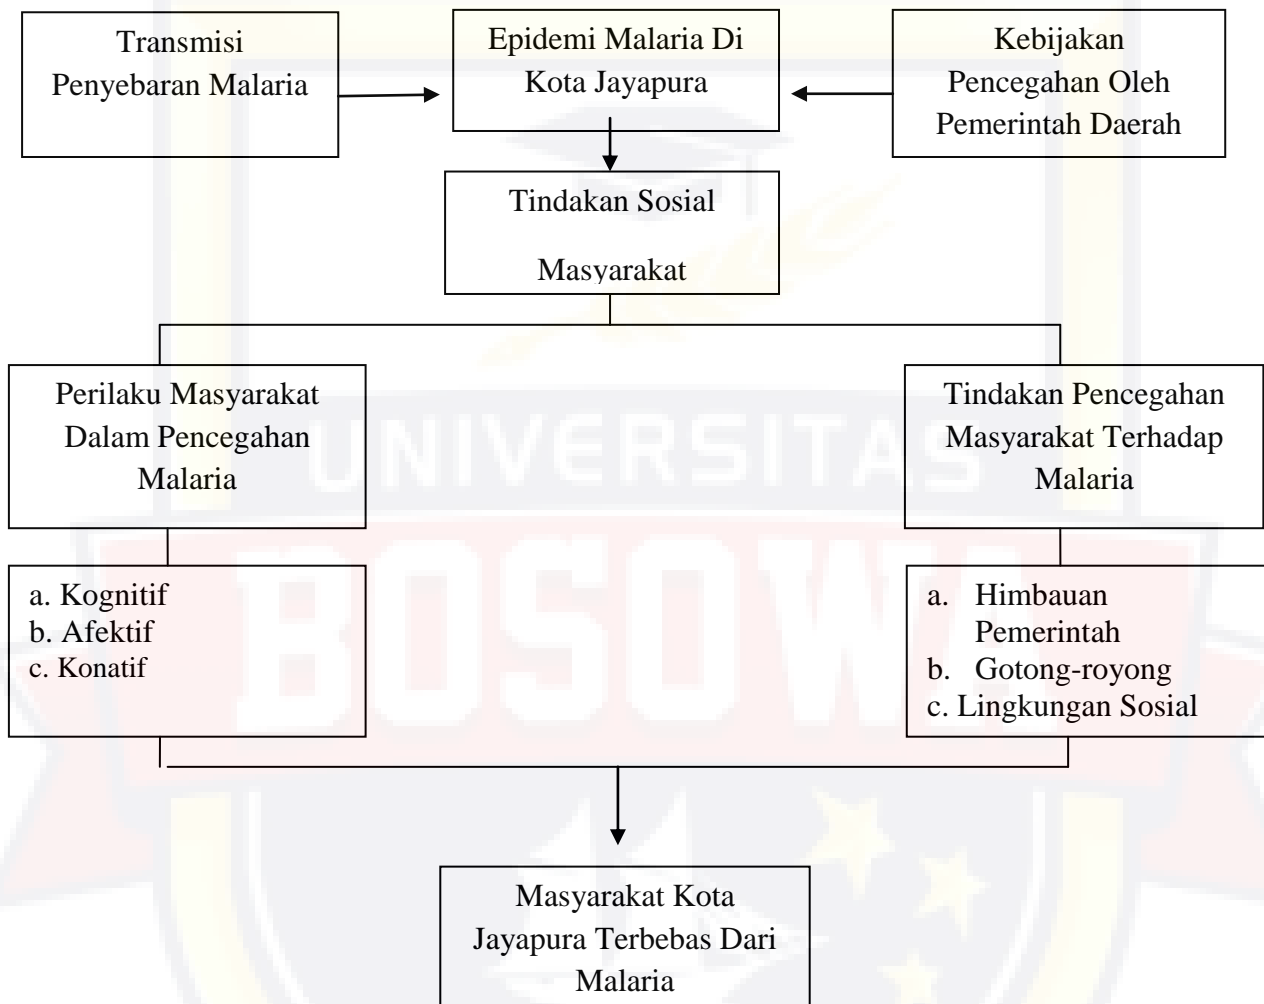 Transmisi
Penyebaran Malaria
Epidemi Malaria Di
Kota Jayapura
Kebijakan
Pencegahan Oleh
Pemerintah Daerah
Tindakan Sosial
Masyarakat
Perilaku Masyarakat
Dalam Pencegahan
Malaria
Tindakan Pencegahan
Masyarakat Terhadap
Malaria
UNIVERSITAS
BOSOWA
a. Kognitif
b. Afektif
c. Konatif
a. Himbauan
Pemerintah
b. Gotong-royong
c. Lingkungan Sosial
Masyarakat Kota
Jayapura Terbebas Dari
Malaria